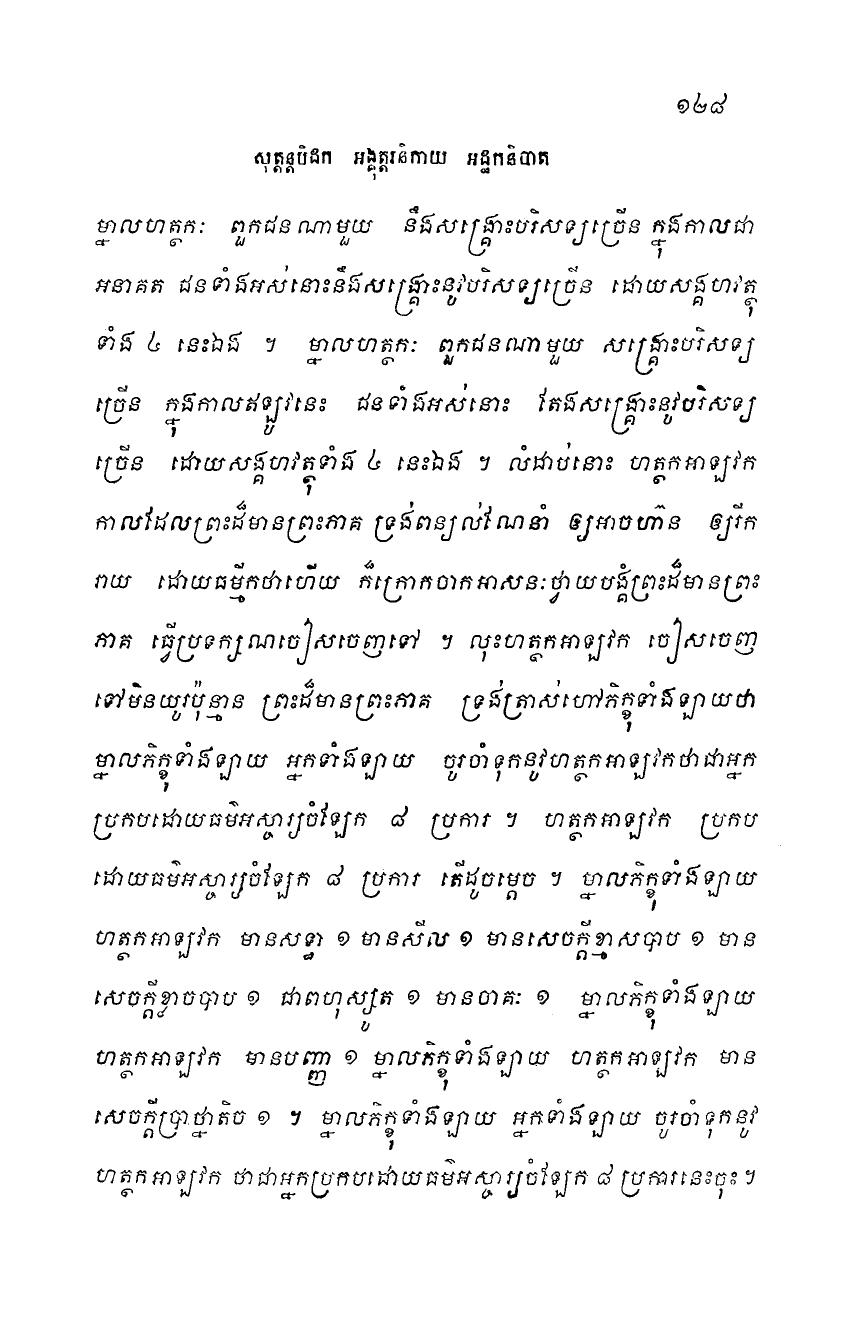 ១២៨
សុត្តន្តបិដក អង្គុត្តរនិកាយ អដ្ឋកនិបាត
ម្នាលហត្ថកៈ ពួកជនណាមួយ នឹងសង្គ្រោះបរិសទ្យច្រើន ក្នុងកាលជា
អនាគត ជនទាំងអស់នោះនឹងសង្គ្រោះនូវបរិសទ្យច្រើន ដោយសង្គហវត្ថុ
ទាំង ៤ នេះឯង ។ ម្នាលហត្ថកៈ ពួកជនណាមួយ សង្គ្រោះបរិសទ្យ
ច្រើន ក្នុងកាលឥឡូវនេះ ជនទាំងអស់នោះ តែងសង្គ្រោះនូវបរិសទ្យ
ច្រើន ដោយសង្គហវត្ថុទាំង ៤ នេះឯង ។ លំដាប់នោះ ហត្ថកអាឡវក
កាលដែលព្រះដ៏មានព្រះភាគ ទ្រង់ពន្យល់ណែនាំ ឲ្យអាចហ៊ាន ឲ្យរីក
រាយ ដោយធម្មីកថាហើយ ក៏ក្រោកចាកអាសនៈថ្វាយបង្គំព្រះដ៏មានព្រះ
ភាគ ធ្វើប្រទក្សណចៀសចេញទៅ ។ លុះហត្ថកអាឡវក ចៀសចេញ
ទៅមិនយូរប៉ុន្មាន ព្រះដ៏មានព្រះភាគ ទ្រង់ត្រាស់ហៅភិក្ខុទាំងឡាយថា
ម្នាលភិក្ខុទាំងឡាយ អ្នកទាំងឡាយ ចូរចាំទុកនូវហត្ថកអាឡវកថាជាអ្នក
ប្រកបដោយធម៌អស្ចារ្យចំឡែក ៨ ប្រការ ។ ហត្ថកអាឡវក ប្រកប
ដោយធម៌អស្ចារ្យចំឡែក ៨ ប្រការ តើដូចម្តេច ។ ម្នាលភិក្ខុទាំងឡាយ
ហត្ថកអាឡវក មានសទ្ធា ១ មានសីល ១ មានសេចក្តីខ្មាសបាប ១ មាន
សេចក្តីខ្លាចបាប ១ ជាពហុស្សូត ១ មានចាគៈ ១ ម្នាលភិក្ខុទាំងឡាយ
ហត្ថកអាឡវក មានបញ្ញា ១ ម្នាលភិក្ខុទាំងឡាយ ហត្ថកអាឡវក មាន
សេចក្តីប្រាថ្នាតិច ១ ។ ម្នាលភិក្ខុទាំងឡាយ អ្នកទាំងឡាយ ចូរចាំទុកនូវ
ហត្ថកអាឡវក ថាជាអ្នកប្រកបដោយធម៌អស្ចារ្យចំឡែក ៨ ប្រការនេះចុះ ។